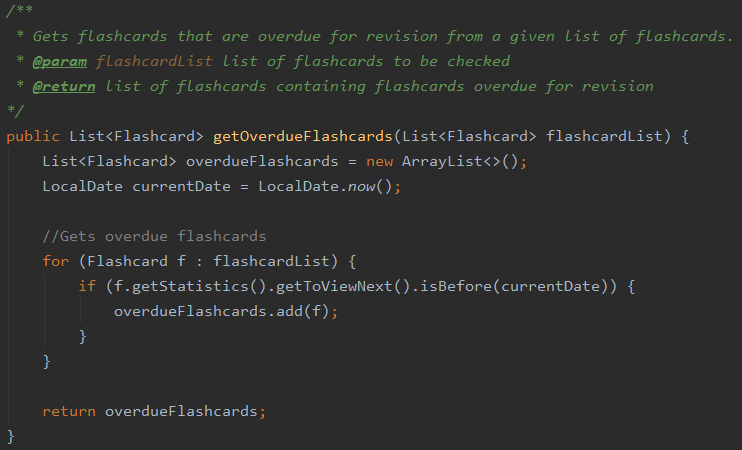 /**
 * Gets flashcards that are overdue for revision from a given list of flashcards.
 * @param flashcardList list of flashcards to be checked
 * @return list of flashcards containing flashcards overdue for revision
*/
public List<Flashcard> getOverdueFlashcards(List<Flashcard> flashcardList) {
    List<Flashcard> overdueFlashcards = new ArrayList<>();
    LocalDate currentDate = LocalDate.now();

    //Gets overdue flashcards
    for (Flashcard f : flashcardList) {
        if (f.getStatistics().getToViewNext().isBefore(currentDate)) {
            overdueFlashcards.add(f);
        }
    }

    return overdueFlashcards;
}